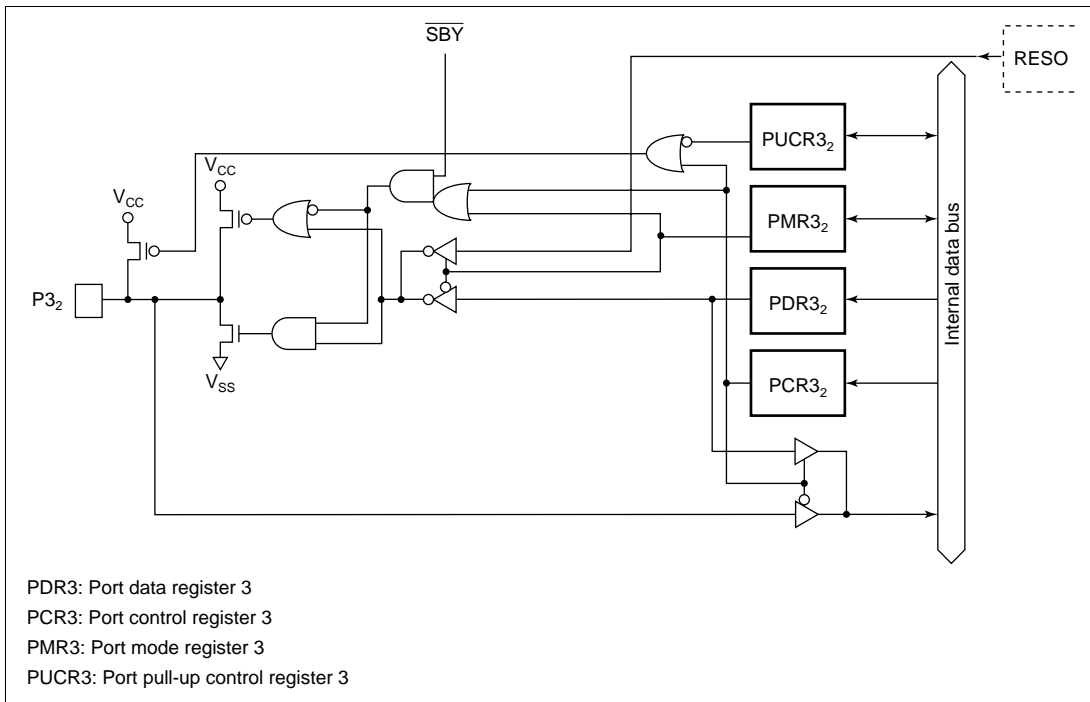 SBY
RESO
PUCR3₂
VCC
VCC
PMR3₂
P3₂
PDR3₂
VSS
PCR3₂
Internal data bus
PDR3: Port data register 3
PCR3: Port control register 3
PMR3: Port mode register 3
PUCR3: Port pull-up control register 3